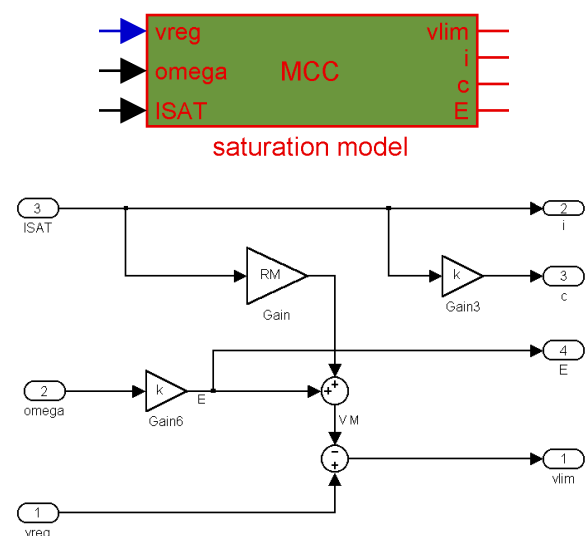 vreg
omega
ISAT
MCC
vlim
i
c
E
saturation model
3
ISAT
2
i
RM
Gain
k
Gain3
3
c
4
E
2
omega
k
Gain6
E
+
+
VM
-
+
1
vlim
1
vreg